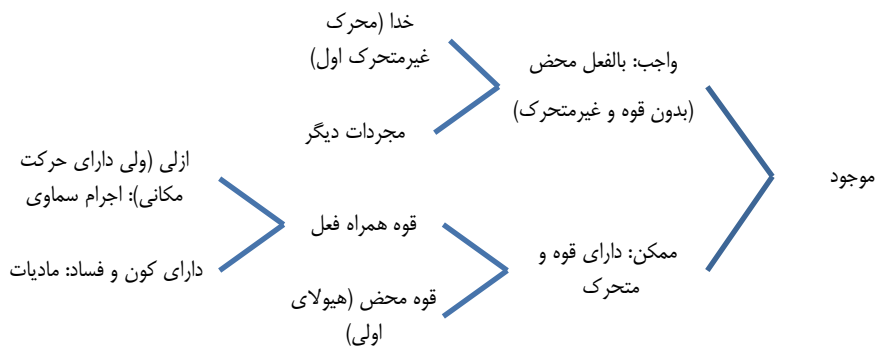 موجود
واجب: بالفعل محض
(بدون قوه و غیرمتحرک)
خدا (محرک
غیرمتحرک اول)
مجردات دیگر
ممکن: دارای قوه و
متحرک
قوه همراه فعل
ازلی (ولی دارای حرکت
مکانی): اجرام سماوی
دارای کون و فساد: مادیات
قوه محض (هیولای
اولی)